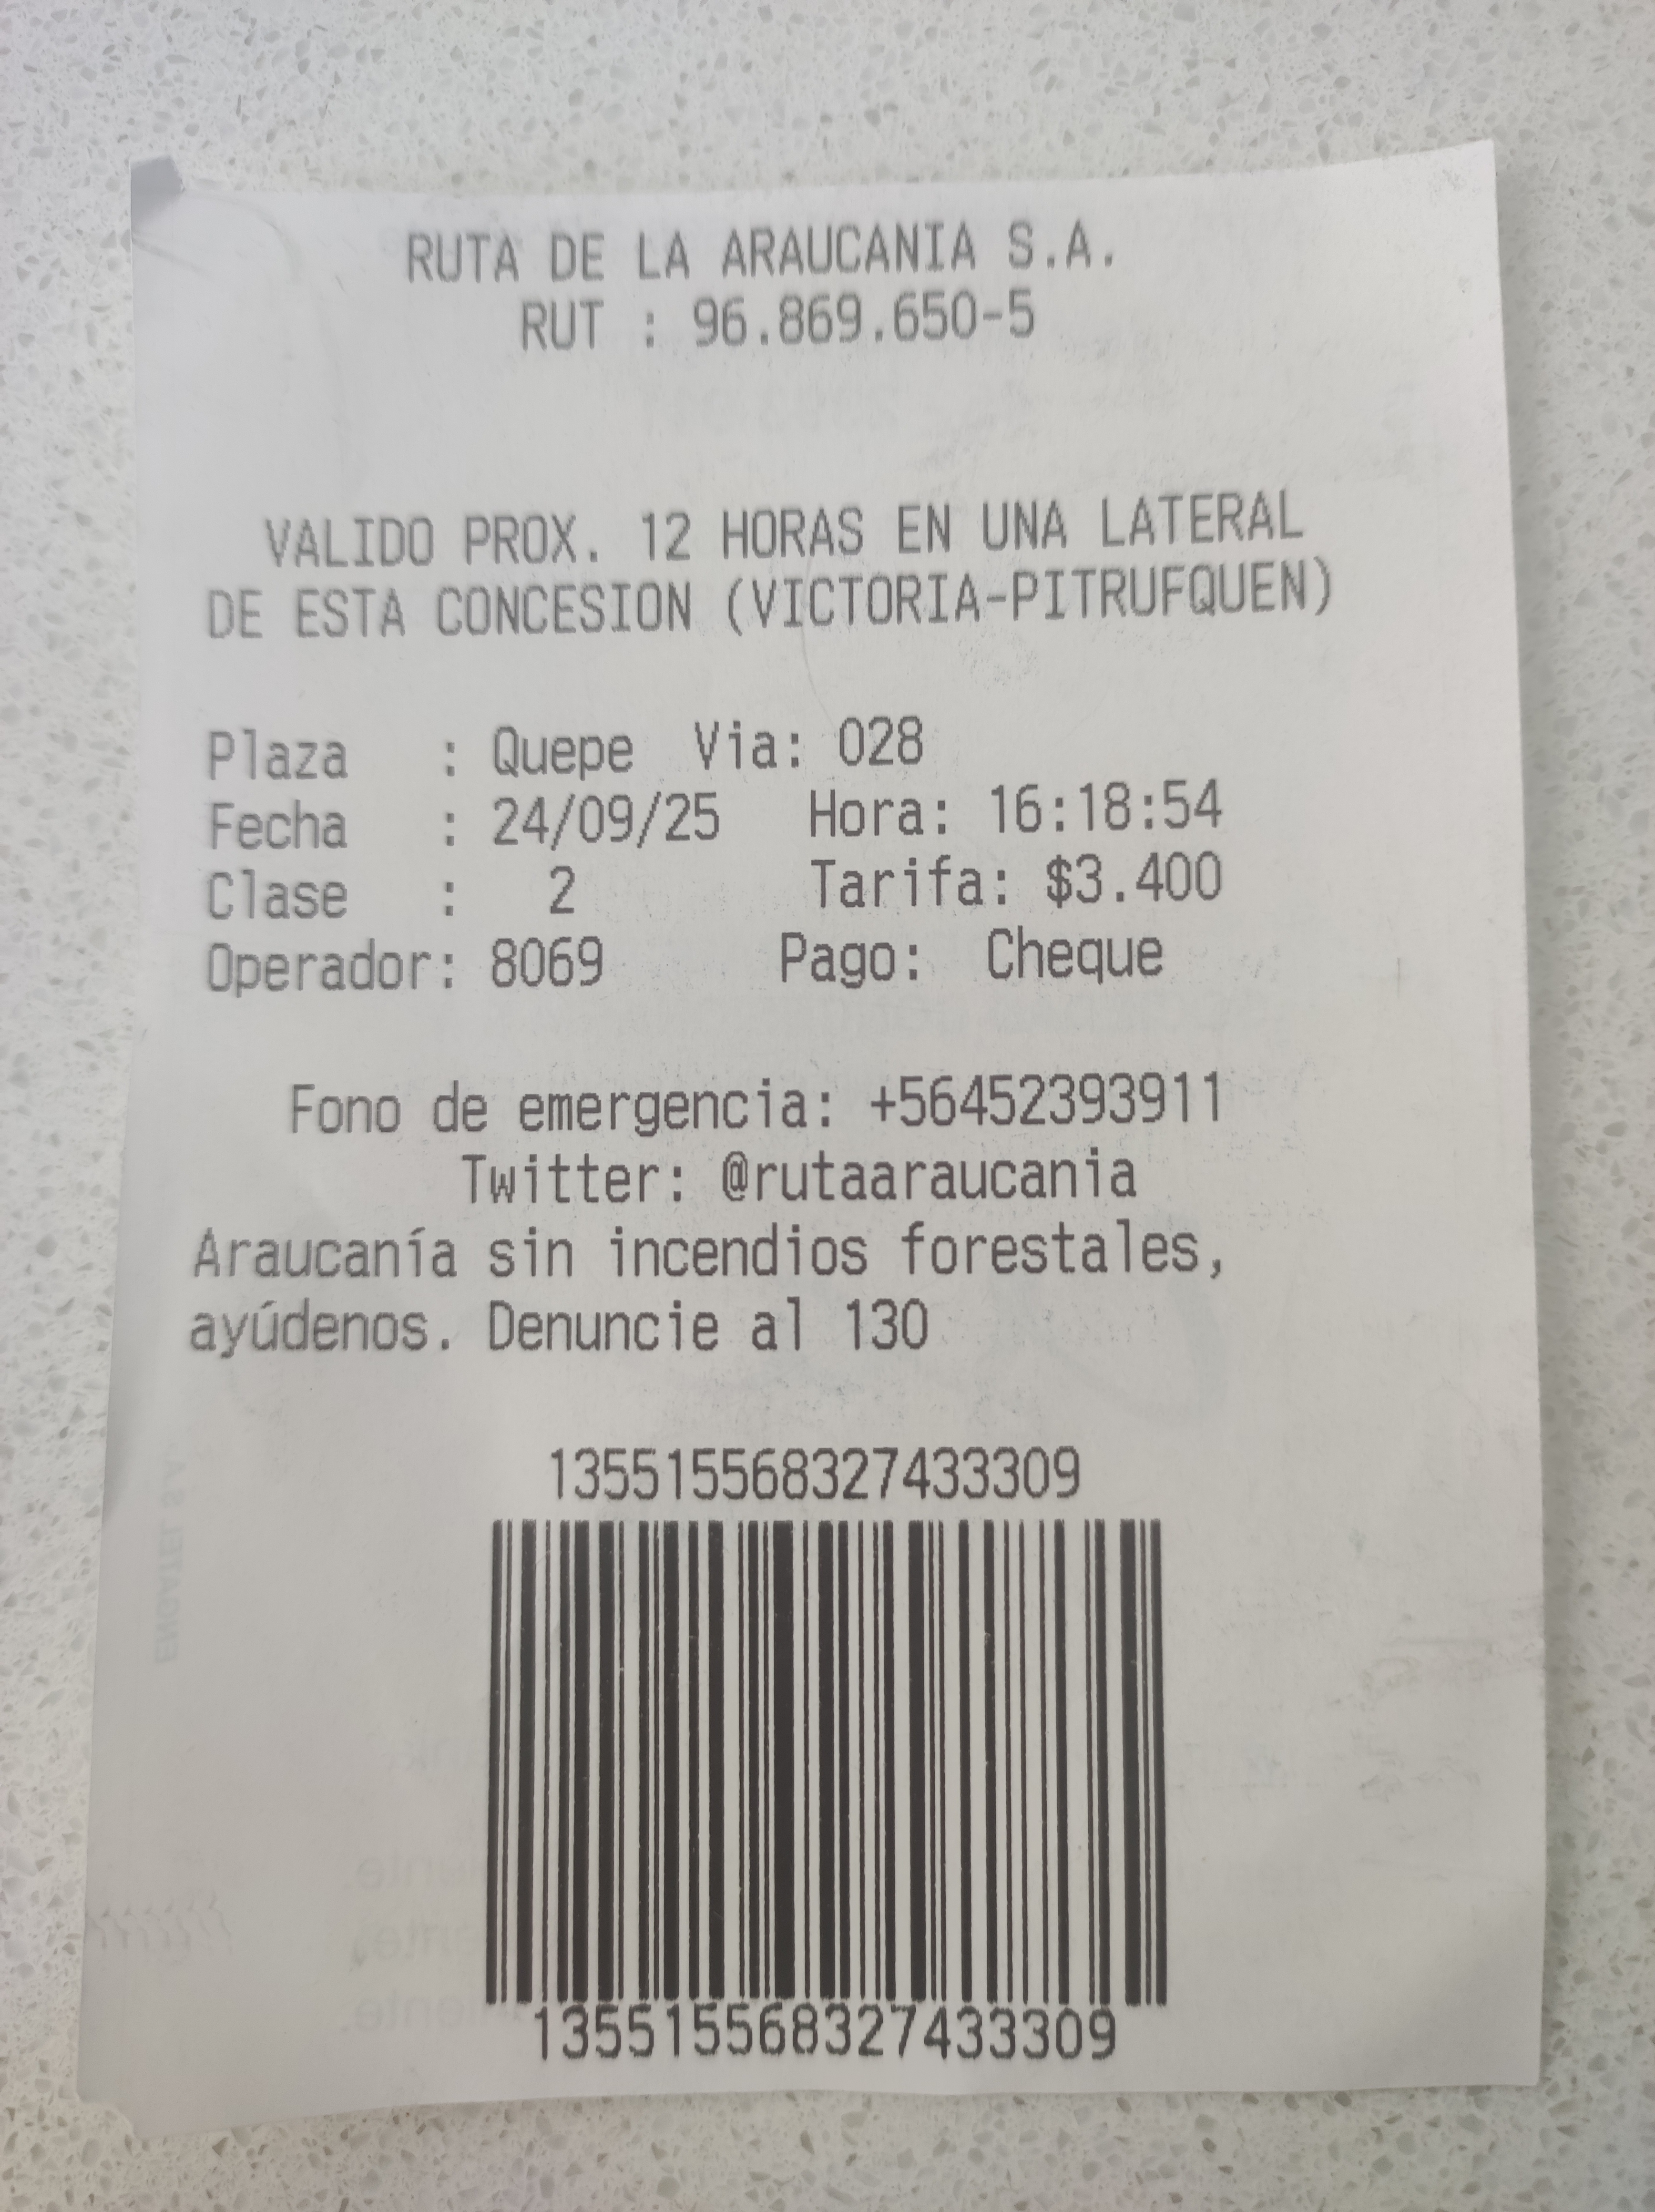 RUTA DE LA ARAUCANIA S.A.
RUT : 96.869.650-5
VALIDO PROX. 12 HORAS EN UNA LATERAL
DE ESTA CONCESION (VICTORIA-PITRUFQUEN)
Plaza : Quepe Via: 028
Fecha : 24/09/25 Hora: 16:18:54
Clase : 2 Tarifa: $3.400
Operador: 8069 Pago: Cheque
Fono de emergencia: +56452393911
Twitter: @rutaaraucania
Araucanía sin incendios forestales,
ayúdenos. Denuncie al 130
135515568327433309
135515568327433309